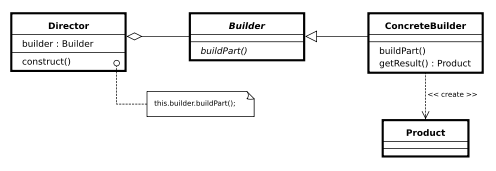 Director
builder : Builder
construct()
Builder
buildPart()
ConcreteBuilder
buildPart()
getResult() : Product
this.builder.buildPart();
<< create >>
Product